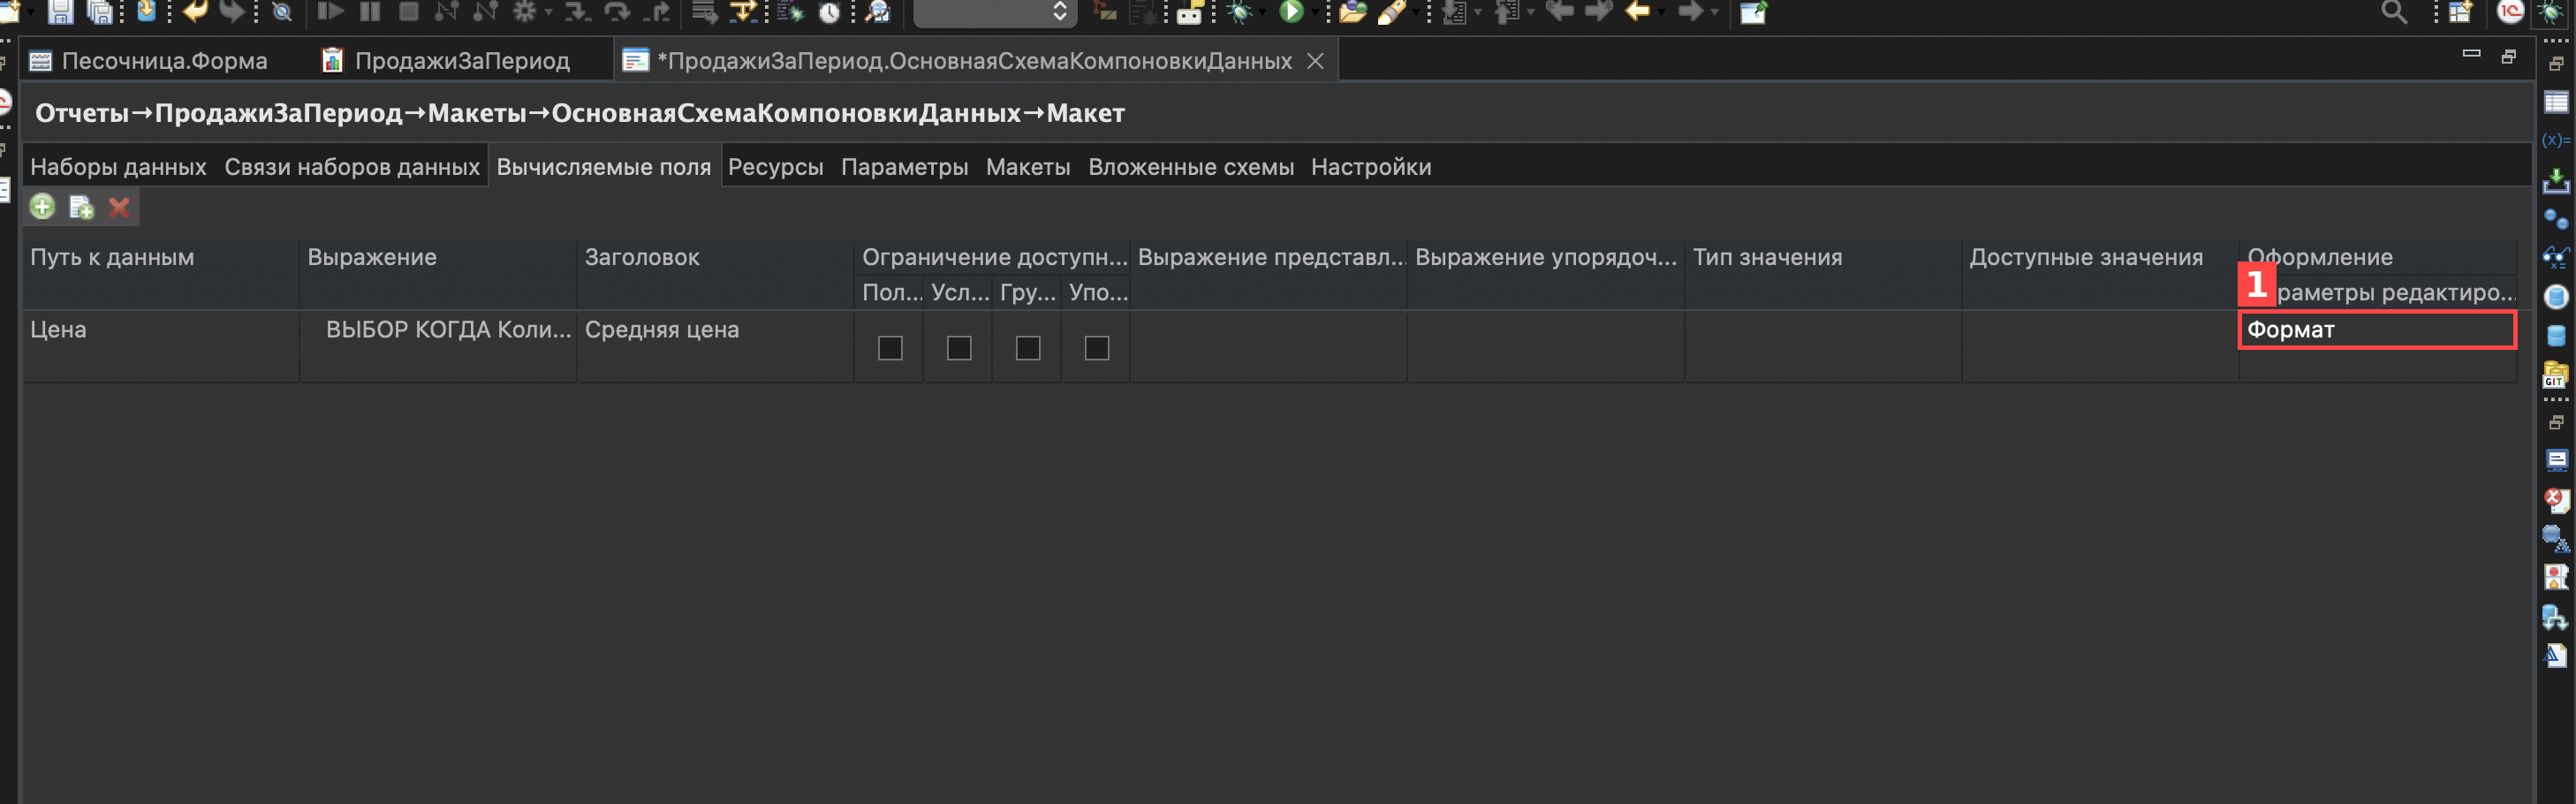 Песочница.Форма
ПродажиЗаПериод
*ПродажиЗаПериод.ОсновнаяСхемаКомпоновкиДанных
Отчеты→ПродажиЗаПериод→Макеты→ОсновнаяСхемаКомпоновкиДанных→Макет
Наборы данных Связи наборов данных Вычисляемые поля Ресурсы Параметры Макеты Вложенные схемы Настройки
Путь к данным Выражение Заголовок Ограничение доступн... Выражение представл... Выражение упорядоч... Тип значения Доступные значения Оформление
Пол... Усл... Гру... Упо... 1 раметры редактиро...
Цена ВЫБОР КОГДА Коли... Средняя цена Формат
(x)=
GIT